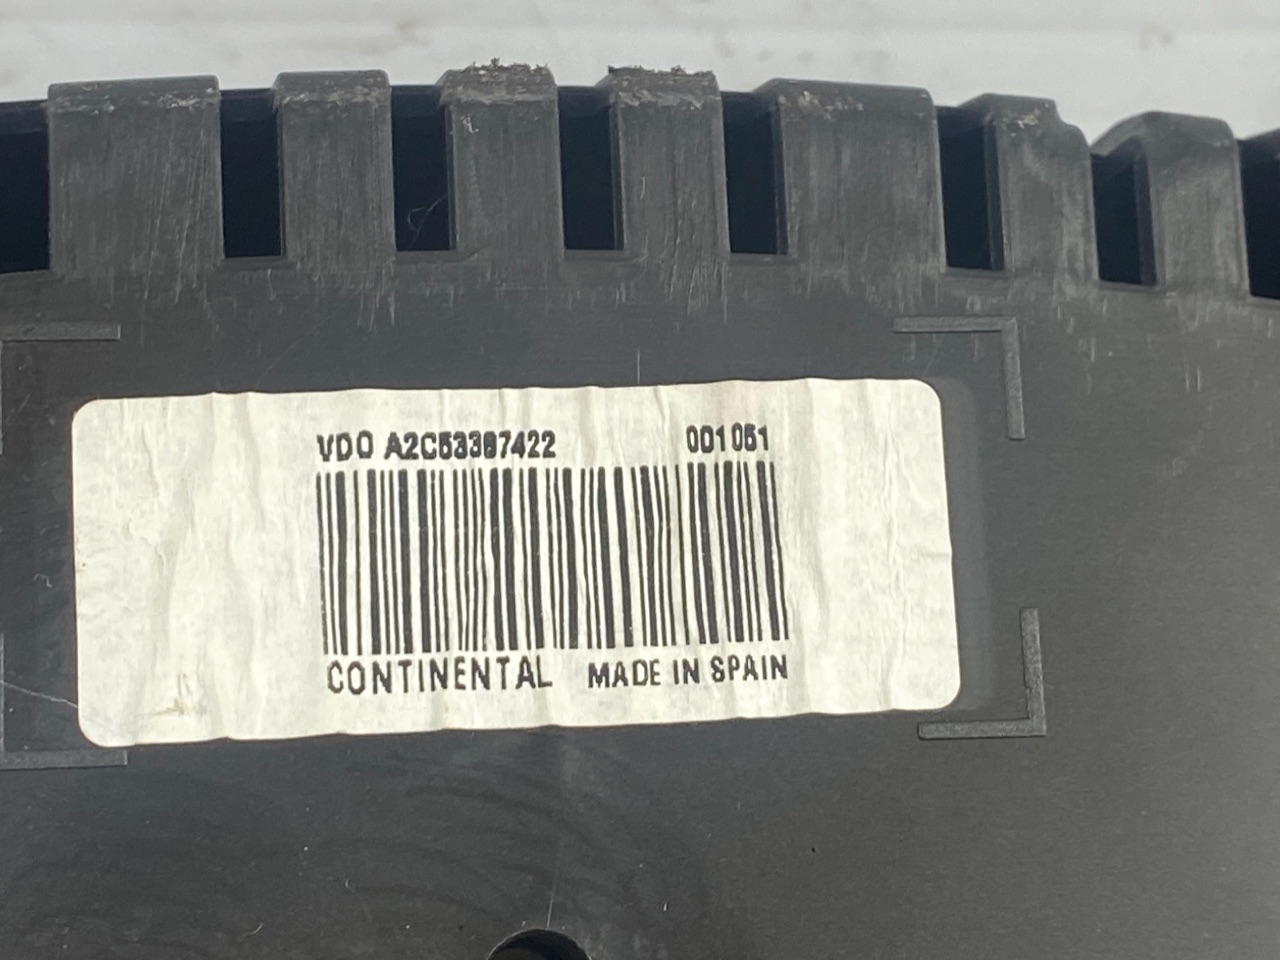 VDO A2C53387422 001051
CONTINENTAL MADE IN SPAIN